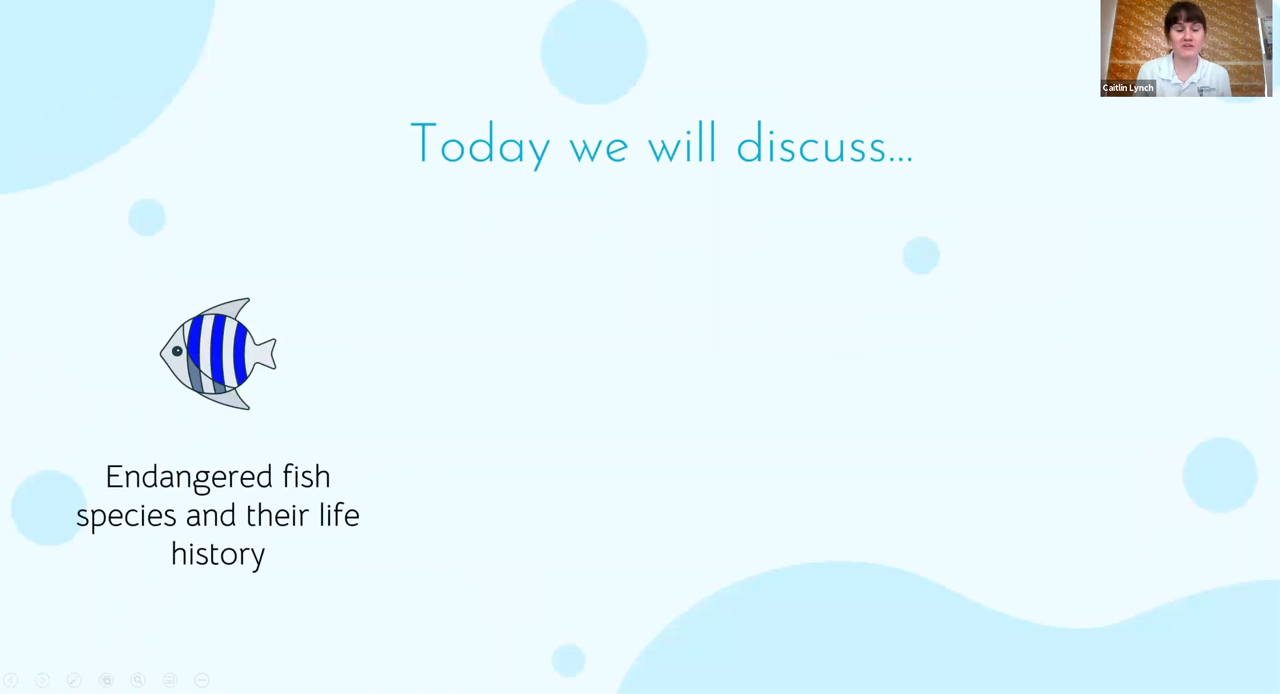 Caitlin Lynch
Today we will discuss...
Endangered fish
species and their life
history